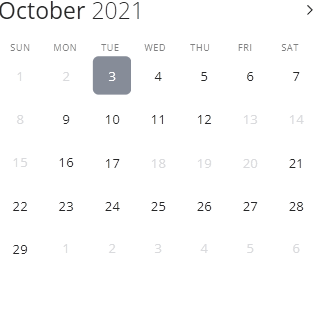 October 2021 >
SUN MON TUE WED THU FRI SAT
1 2 3 4 5 6 7
8 9 10 11 12 13 14
15 16 17 18 19 20 21
22 23 24 25 26 27 28
29 1 2 3 4 5 6